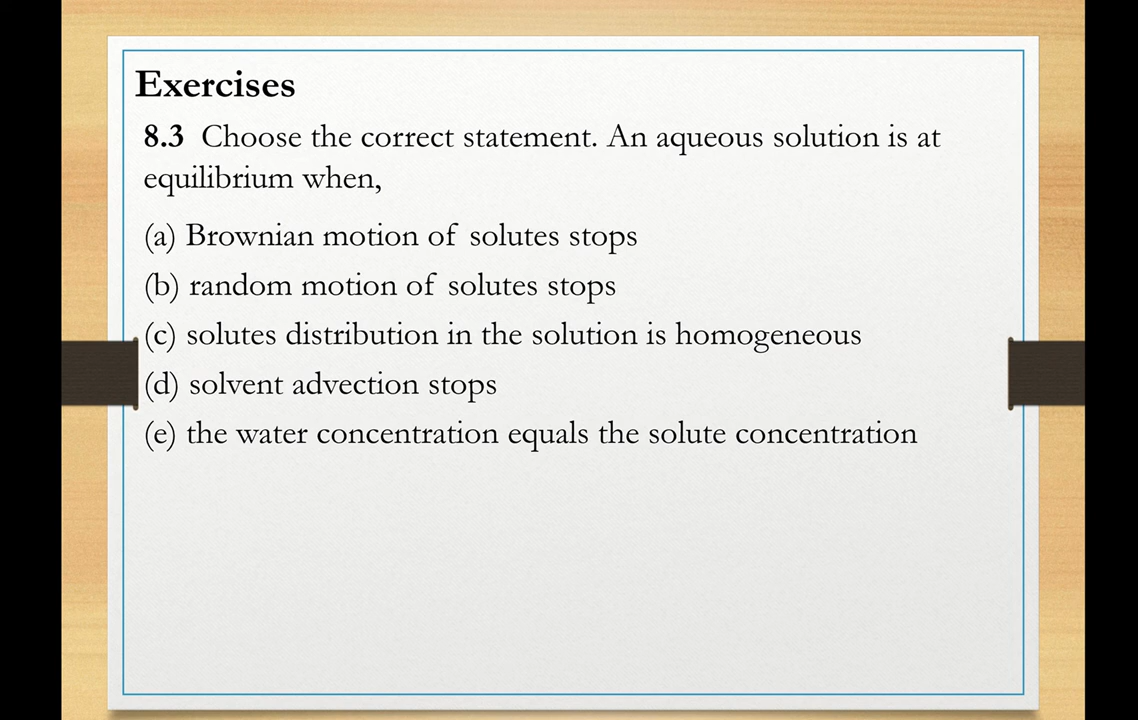 Exercises
8.3 Choose the correct statement. An aqueous solution is at
equilibrium when,
(a) Brownian motion of solutes stops
(b) random motion of solutes stops
(c) solutes distribution in the solution is homogeneous
(d) solvent advection stops
(e) the water concentration equals the solute concentration